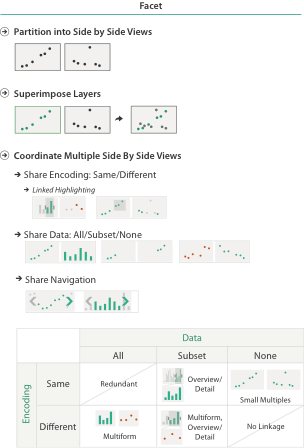 Facet
Partition into Side by Side Views
Superimpose Layers
Coordinate Multiple Side By Side Views
Share Encoding: Same/Different
Linked Highlighting
Share Data: All/Subset/None
Share Navigation
Data
All Subset None
Encoding
Same
Redundant
Overview/
Detail
Small Multiples
Different
Multiform
Multiform,
Overview/
Detail
No Linkage